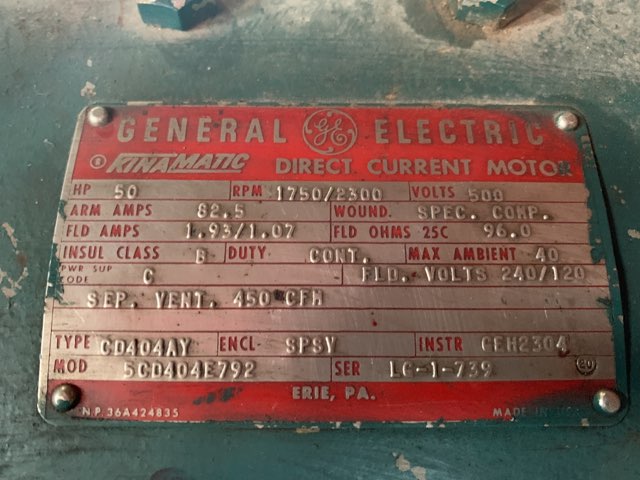 GENERAL GE ELECTRIC
KINAMATIC DIRECT CURRENT MOTOR
HP 50 RPM 1750/2300 VOLTS 500
ARM AMPS 82.5 WOUND. SPEC. COMP.
FLD AMPS 1.93/1.07 FLD OHMS 25C 96.0
INSUL CLASS B DUTY CONT. MAX AMBIENT 40
PWR SUP CODE C FLD. VOLTS 240/120
SEP. VENT. 450 CFM
TYPE CD404AY ENCL. SPSV INSTR GEH2304
MOD 5CD404E792 SER LC-1-739
ERIE, PA.
N.P. 36A424835 MADE IN USA